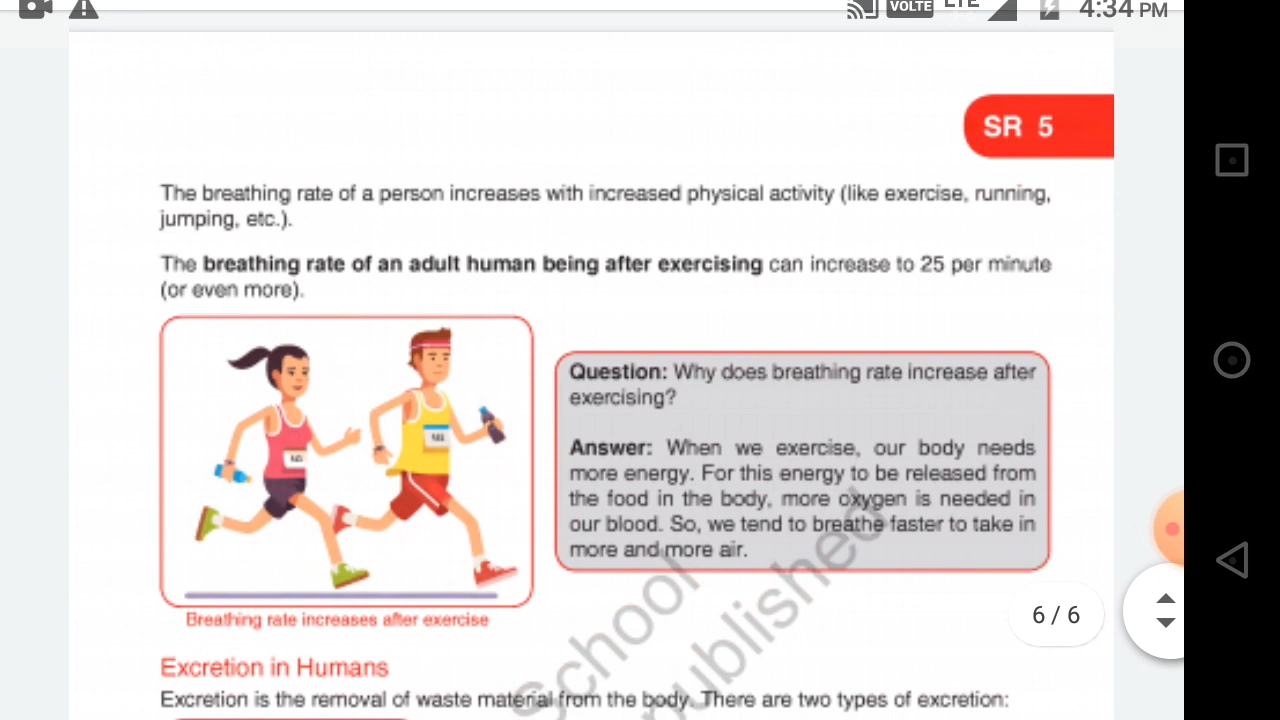 VOLTE LTE 4:34 PM
SR 5
The breathing rate of a person increases with increased physical activity (like exercise, running,
jumping, etc.).
The breathing rate of an adult human being after exercising can increase to 25 per minute
(or even more).
Question: Why does breathing rate increase after
exercising?
Answer: When we exercise, our body needs
more energy. For this energy to be released from
the food in the body, more oxygen is needed in
our blood. So, we tend to breathe faster to take in
more and more air.
Breathing rate increases after exercise
6 / 6
Excretion in Humans
Excretion is the removal of waste material from the body. There are two types of excretion:
school
published